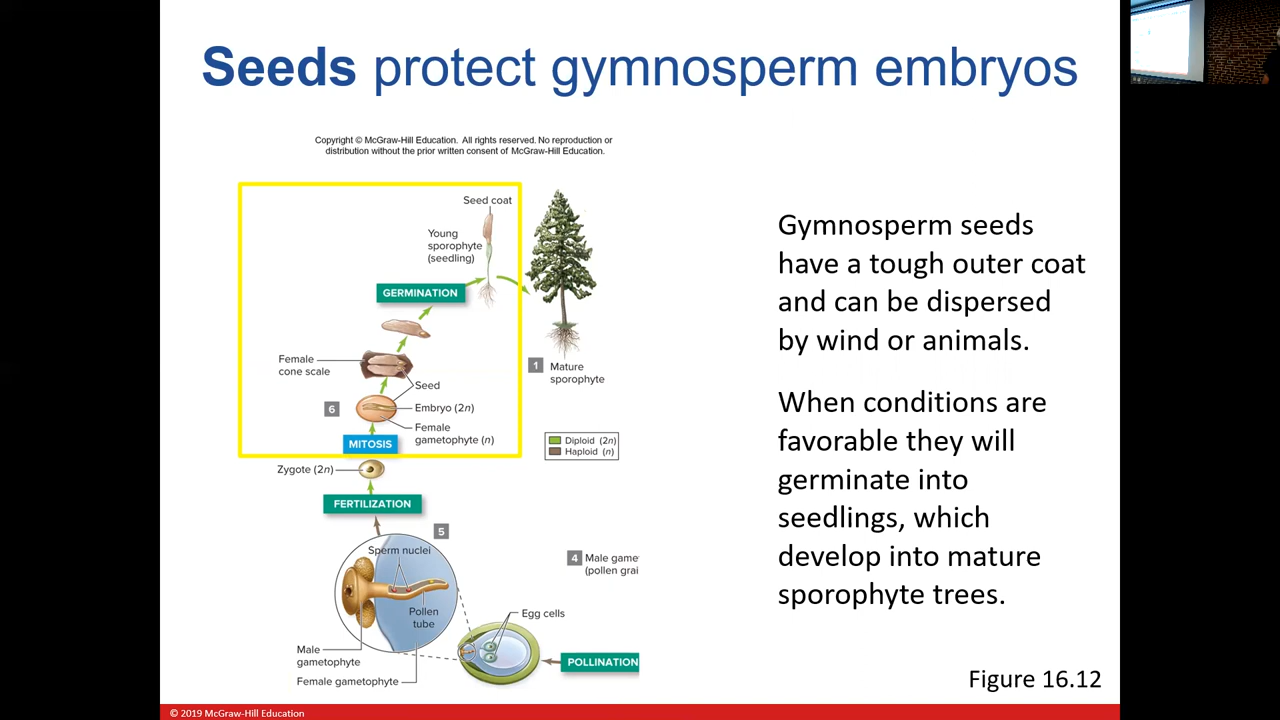 Seeds protect gymnosperm embryos
Copyright © McGraw-Hill Education. All rights reserved. No reproduction or
distribution without the prior written consent of McGraw-Hill Education.
Seed coat
Young
sporophyte
(seedling)
GERMINATION
Female
cone scale
Seed
6
Embryo (2n)
Female
gametophyte (n)
MITOSIS
Zygote (2n)
FERTILIZATION
1 Mature
sporophyte
Diploid (2n)
Haploid (n)
5
Sperm nuclei
Pollen
tube
4 Male game
(pollen grai
Egg cells
POLLINATION
Male
gametophyte
Female gametophyte
Gymnosperm seeds
have a tough outer coat
and can be dispersed
by wind or animals.
When conditions are
favorable they will
germinate into
seedlings, which
develop into mature
sporophyte trees.
Figure 16.12
© 2019 McGraw-Hill Education